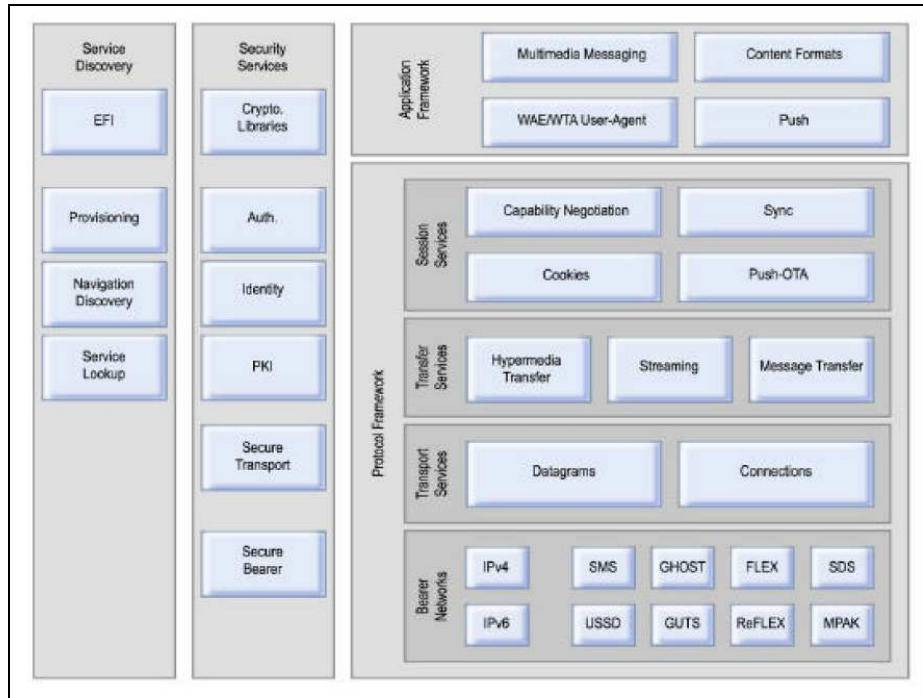 Service
Discovery
EFI
Provisioning
Navigation
Discovery
Service
Lookup
Security
Services
Crypto.
Libraries
Auth.
Identity
PKI
Secure
Transport
Secure
Bearer
Application
Framework
Multimedia Messaging
Content Formats
WAE/WTA User-Agent
Push
Protocol Framework
Session
Services
Capability Negotiation
Sync
Cookies
Push-OTA
Transfer
Services
Hypermedia
Transfer
Streaming
Message Transfer
Transport
Services
Datagrams
Connections
Bearer
Networks
IPv4
SMS
GHOST
FLEX
SDS
IPv6
USSD
GUTS
ReFLEX
MPAK